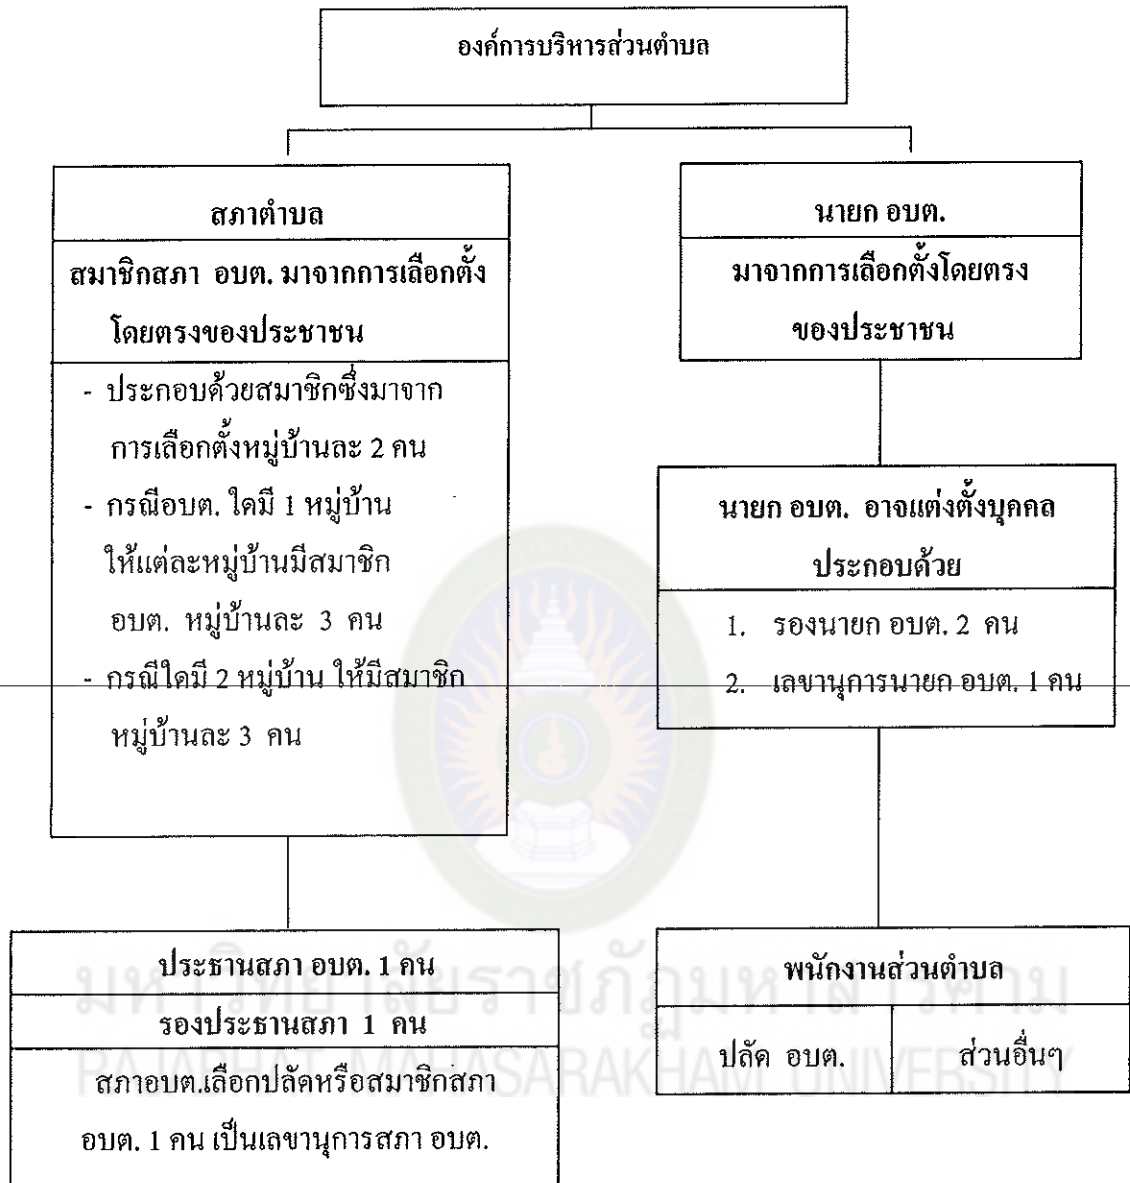 องค์การบริหารส่วนตำบล
สภาตำบล
สมาชิกสภา อบต. มาจากการเลือกตั้ง
โดยตรงของประชาชน
- ประกอบด้วยสมาชิกซึ่งมาจาก
การเลือกตั้งหมู่บ้านละ 2 คน
- กรณีอบต. ใดมี 1 หมู่บ้าน
ให้แต่ละหมู่บ้านมีสมาชิก
อบต. หมู่บ้านละ 3 คน
- กรณีใดมี 2 หมู่บ้าน ให้มีสมาชิก
หมู่บ้านละ 3 คน
ประธานสภา อบต. 1 คน
รองประธานสภา 1 คน
สภาอบต.เลือกปลัดหรือสมาชิกสภา
อบต. 1 คน เป็นเลขานุการสภา อบต.
นายก อบต.
มาจากการเลือกตั้งโดยตรง
ของประชาชน
นายก อบต. อาจแต่งตั้งบุคคล
ประกอบด้วย
1. รองนายก อบต. 2 คน
2. เลขานุการนายก อบต. 1 คน
พนักงานส่วนตำบล
ปลัด อบต.
ส่วนอื่นๆ
มหาวิทยาลัยราชภัฏมหาสารคาม
RAJABHAT MAHASARAKHAM UNIVERSITY